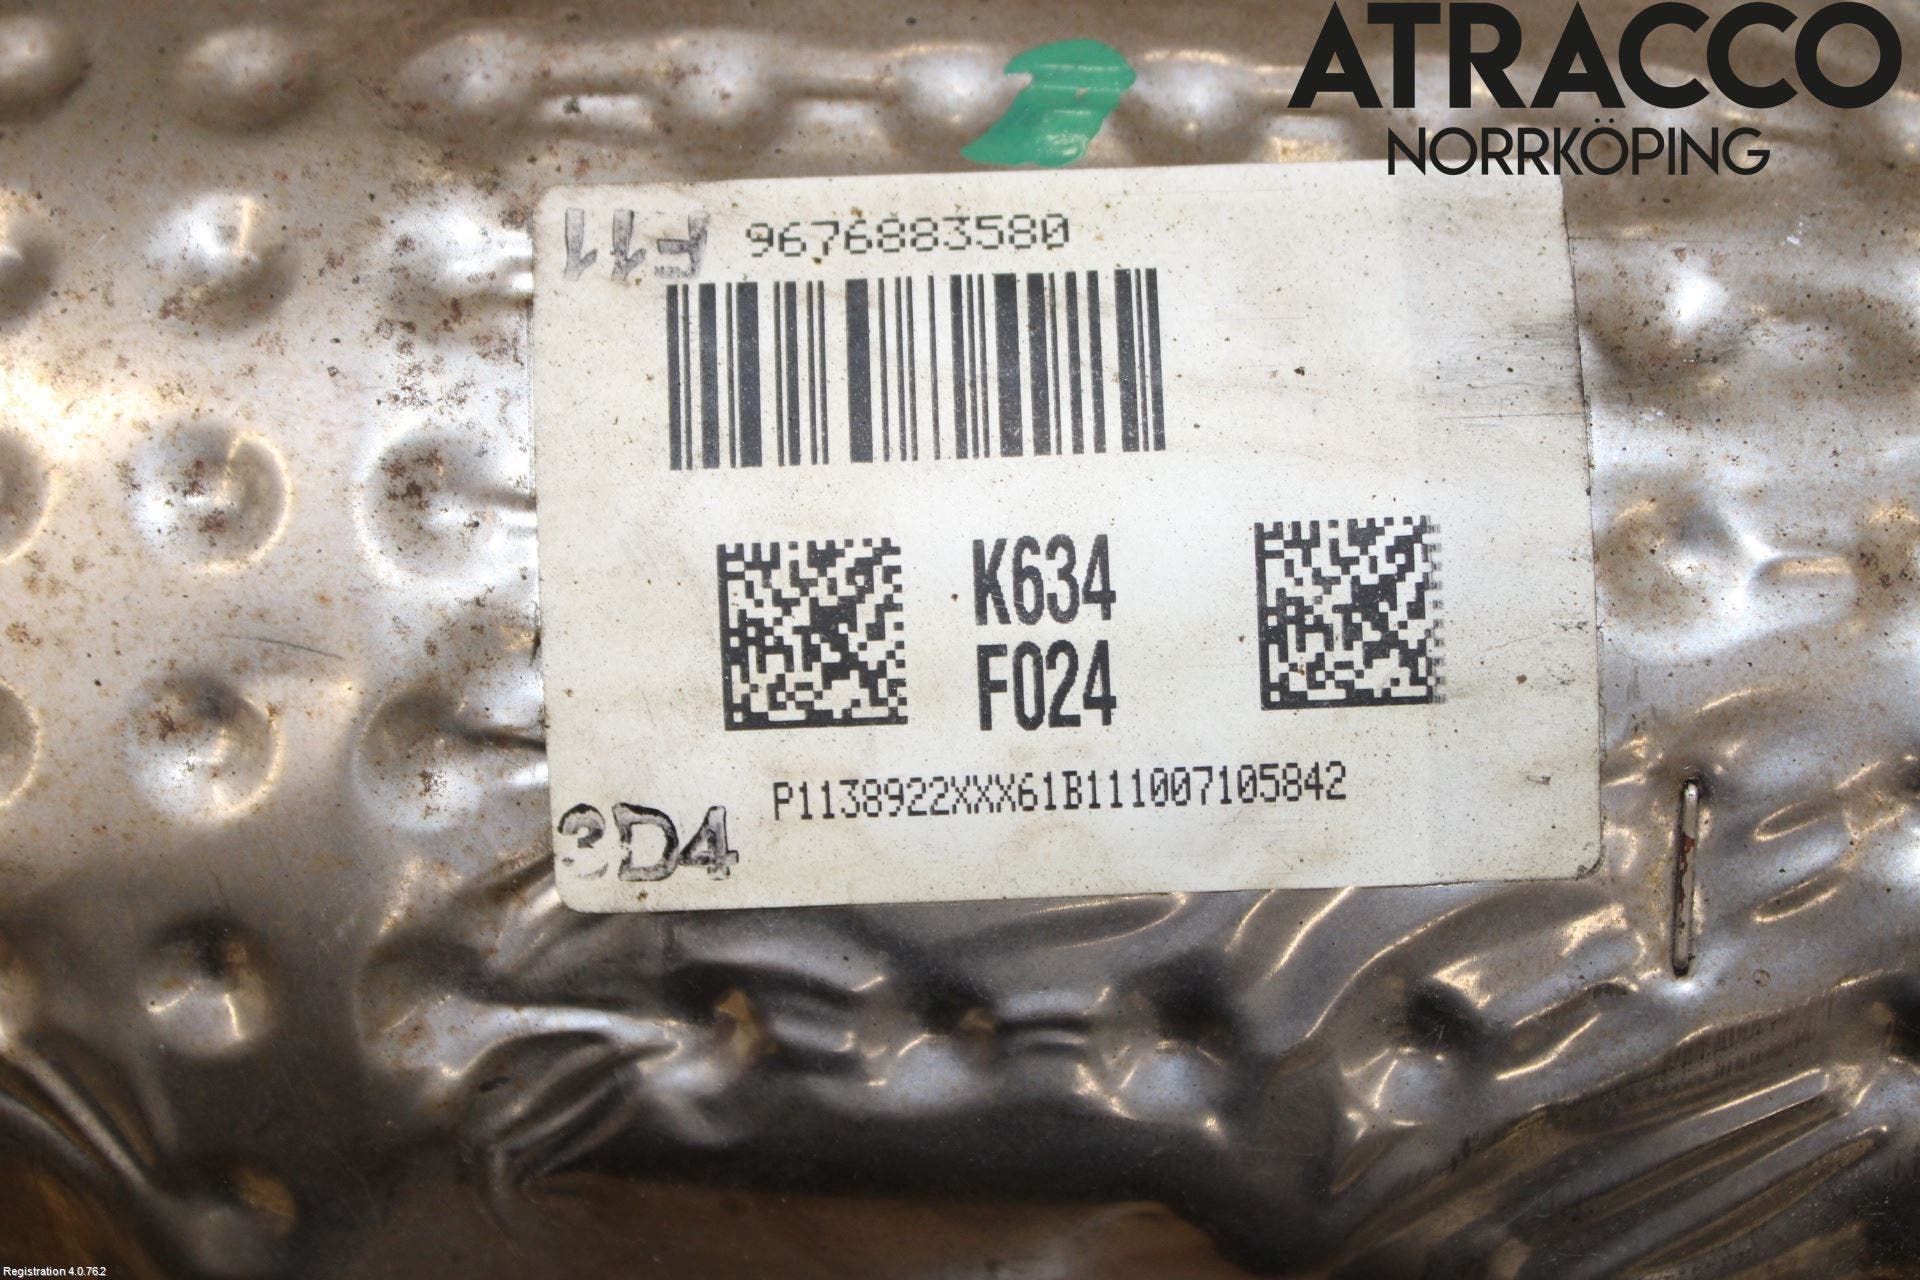 ATRACCO
NORRKÖPING
F11
9676883580
K634
F024
P1138922XXX61B111007105842
3D4
Registration 4.0.76.2